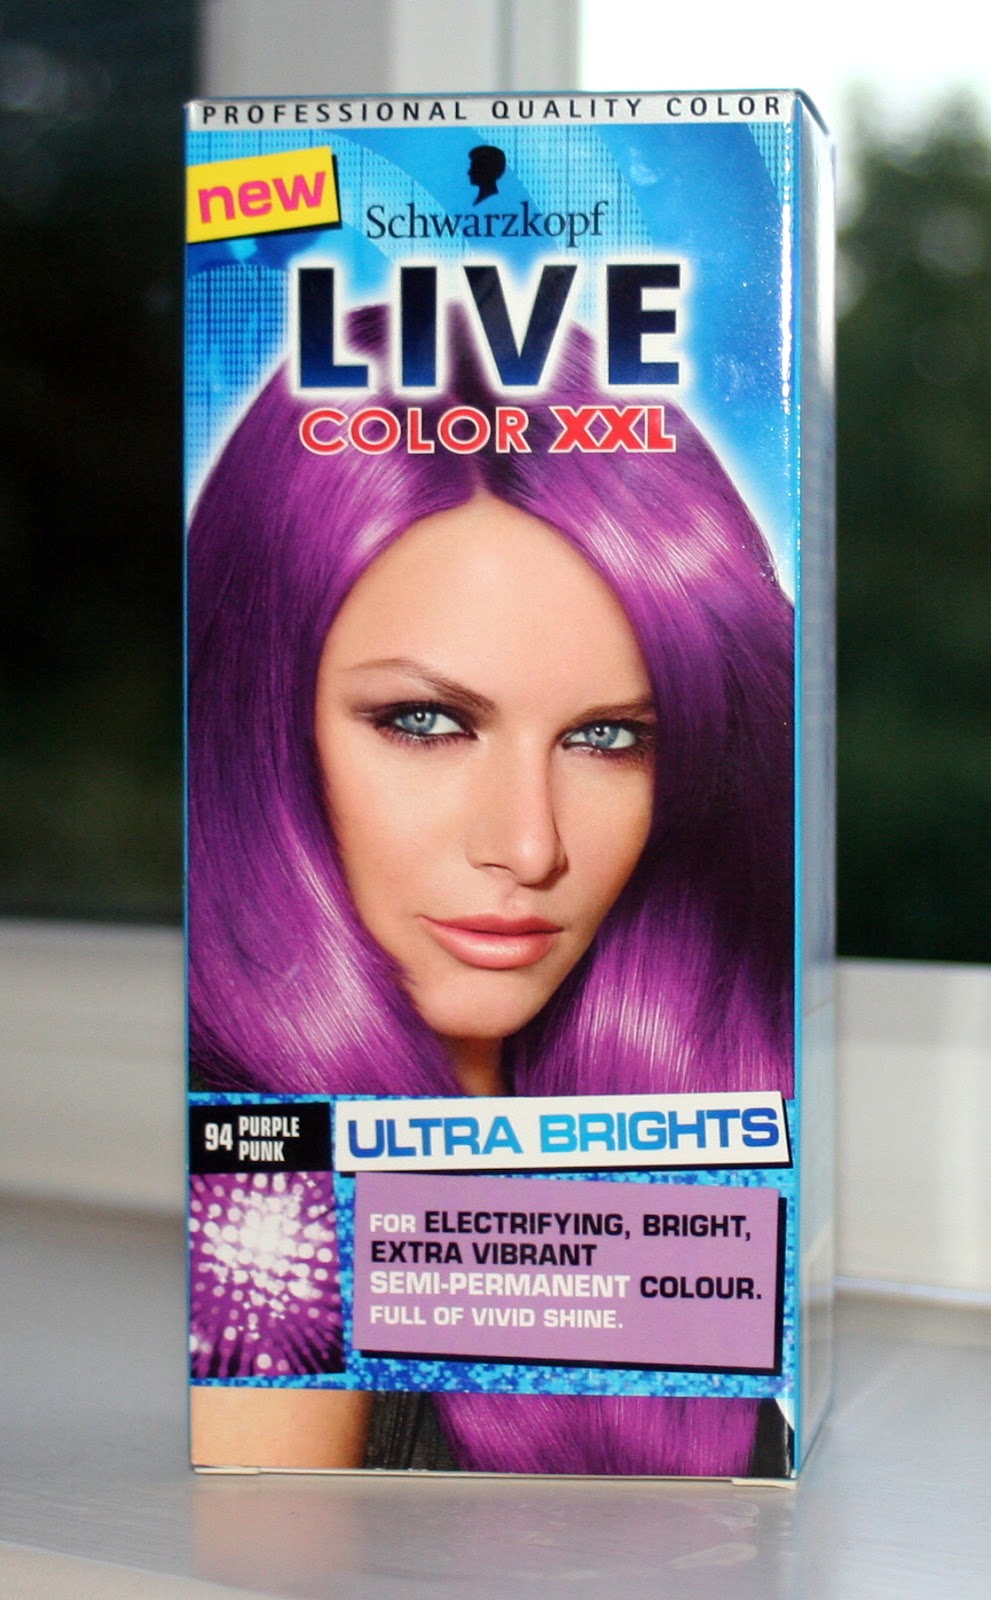 PROFESSIONAL QUALITY COLOR
new
Schwarzkopf
LIVE
COLOR XXL
94 PURPLE
PUNK
ULTRA BRIGHTS
FOR ELECTRIFYING, BRIGHT,
EXTRA VIBRANT
SEMI-PERMANENT COLOUR.
FULL OF VIVID SHINE.